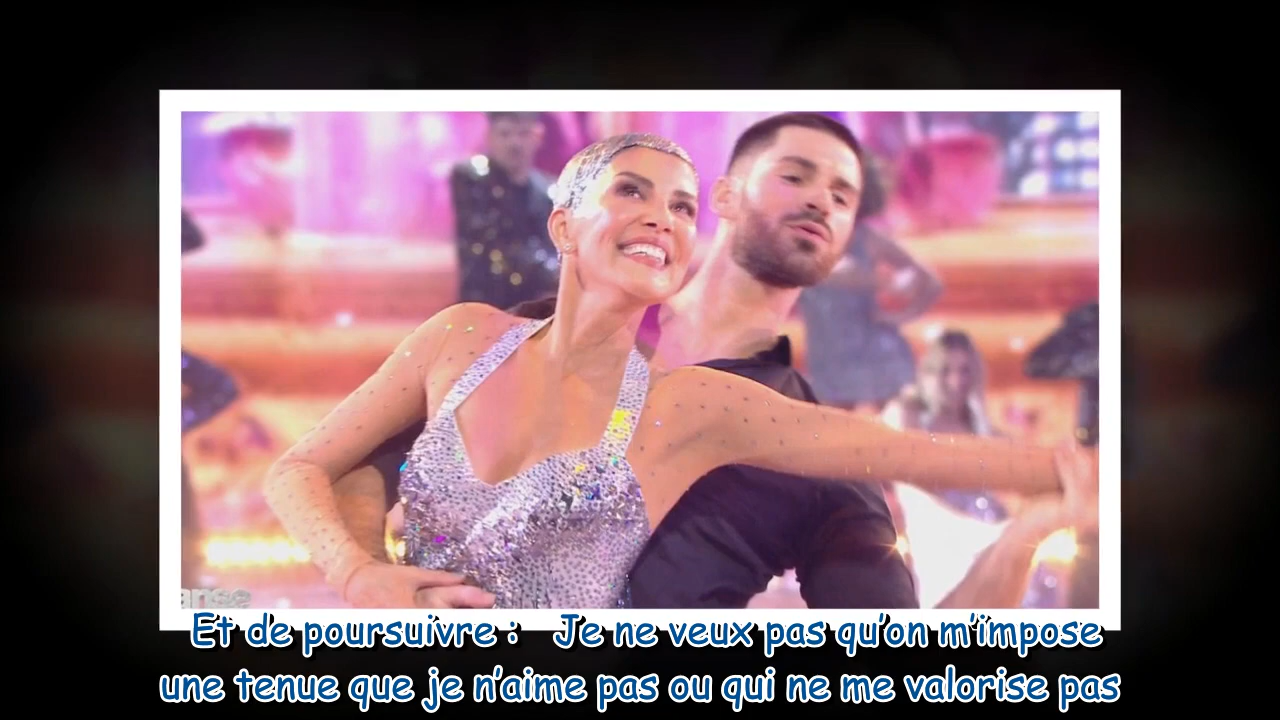 anse
Et de poursuivre : Je ne veux pas qu’on m’impose
une tenue que je n’aime pas ou qui ne me valorise pas